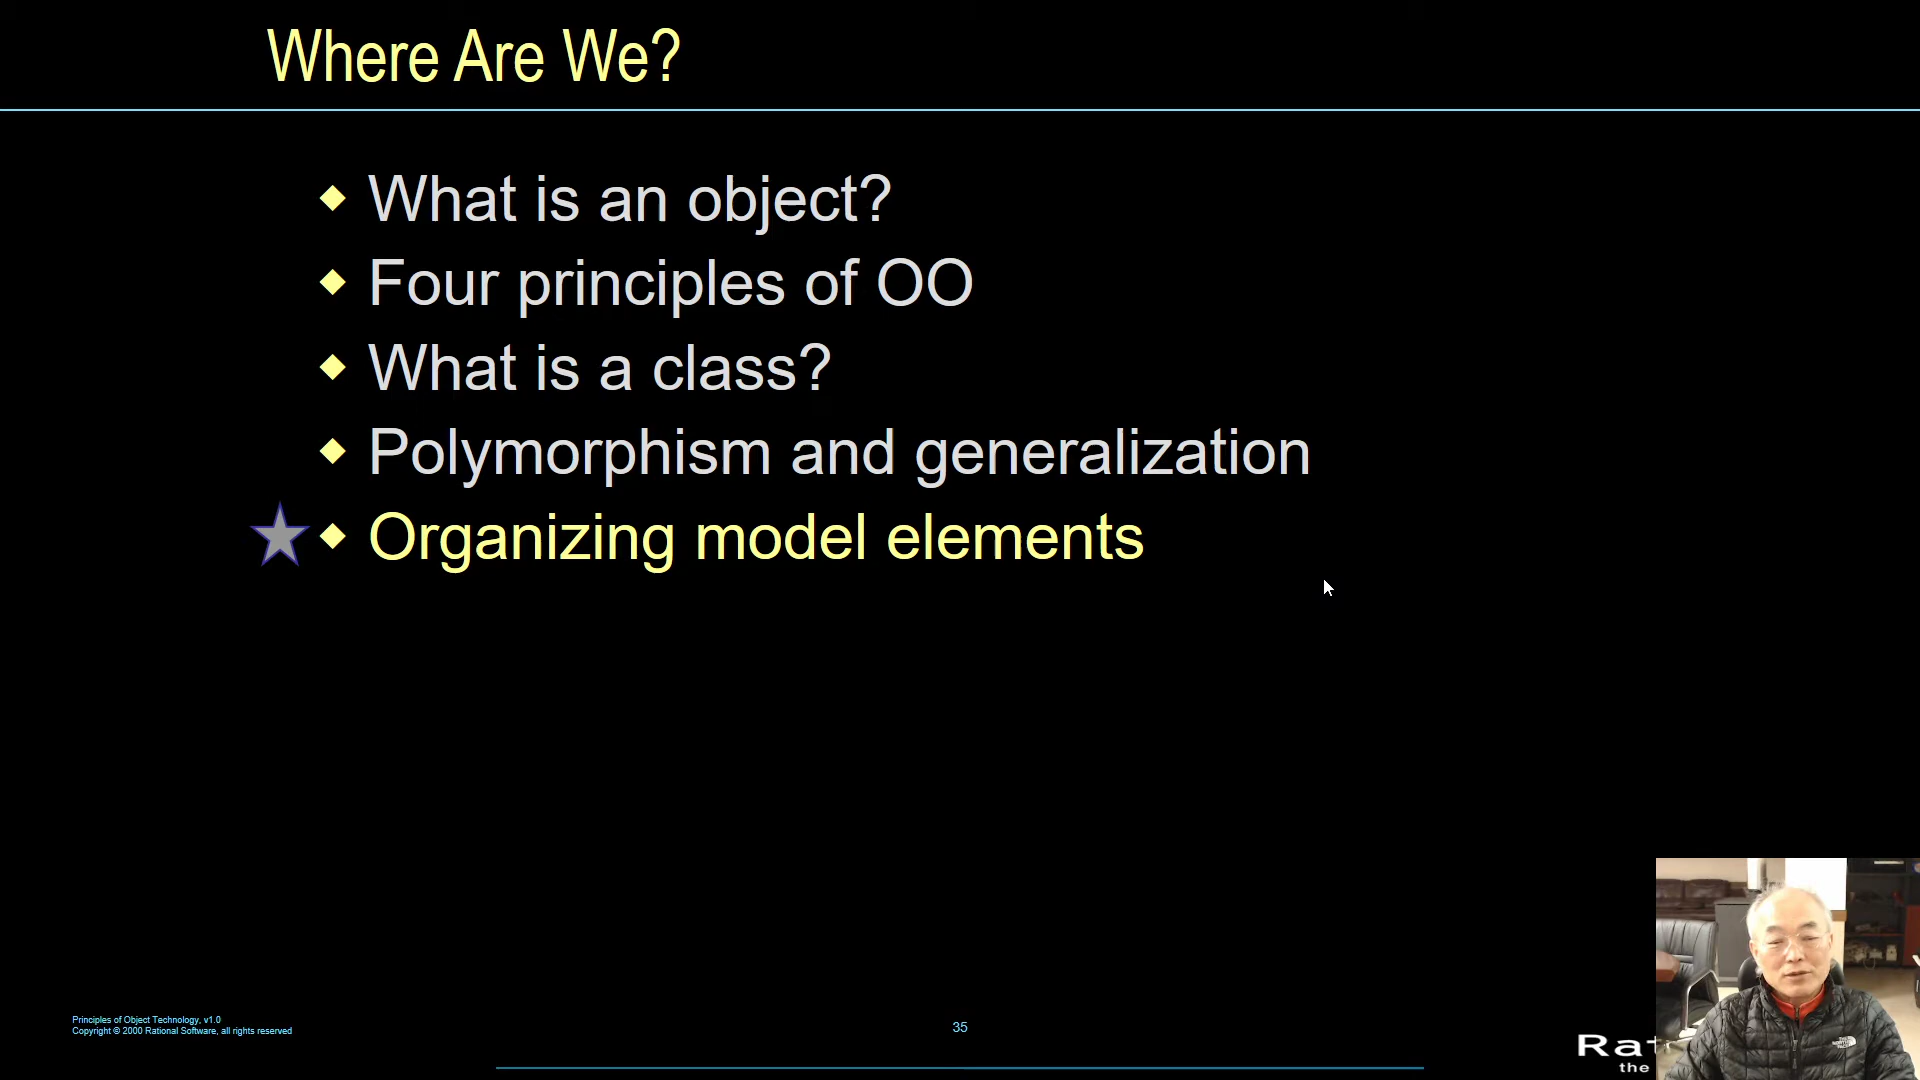 Where Are We?
What is an object?
Four principles of OO
What is a class?
Polymorphism and generalization
Organizing model elements
Principles of Object Technology, v1.0
Copyright © 2000 Rational Software, all rights reserved
35
the